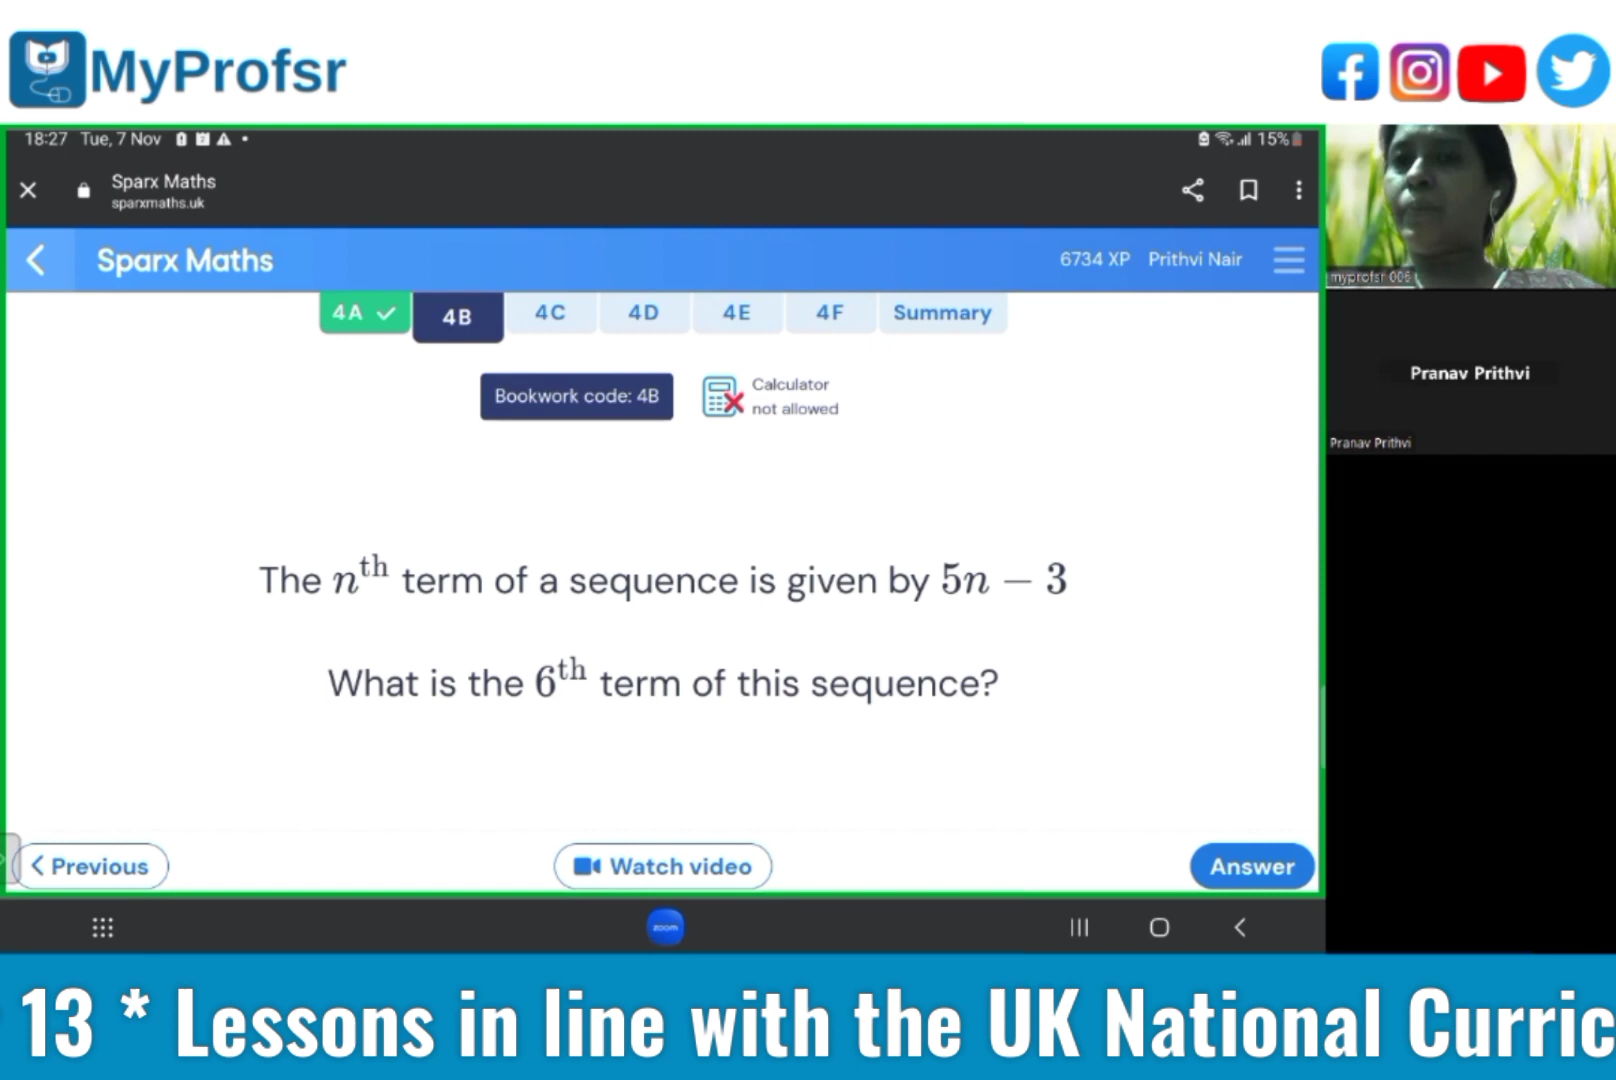 MyProfsr
18:27 Tue, 7 Nov
15%
Sparx Maths
sparxmaths.uk
Sparx Maths
6734 XP Prithvi Nair
4A 4B 4C 4D 4E 4F Summary
Bookwork code: 4B
Calculator
not allowed
The nᵗʰ term of a sequence is given by 5n − 3
What is the 6ᵗʰ term of this sequence?
Previous
Watch video
Answer
zoom
myprofsr 006
Pranav Prithvi
Pranav Prithvi
13 * Lessons in line with the UK National Curric